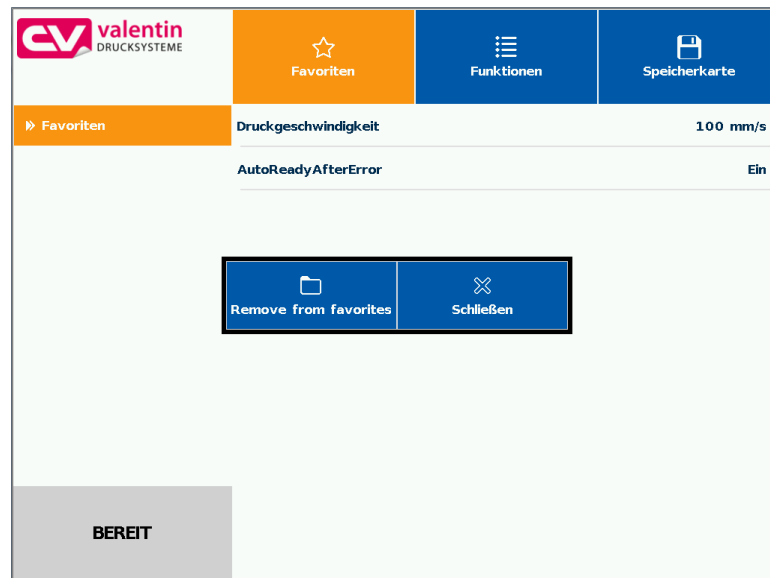 valentin
DRUCKSYSTEME
Favoriten
Funktionen
Speicherkarte
Favoriten
Druckgeschwindigkeit 100 mm/s
AutoReadyAfterError Ein
Remove from favorites
Schließen
BEREIT